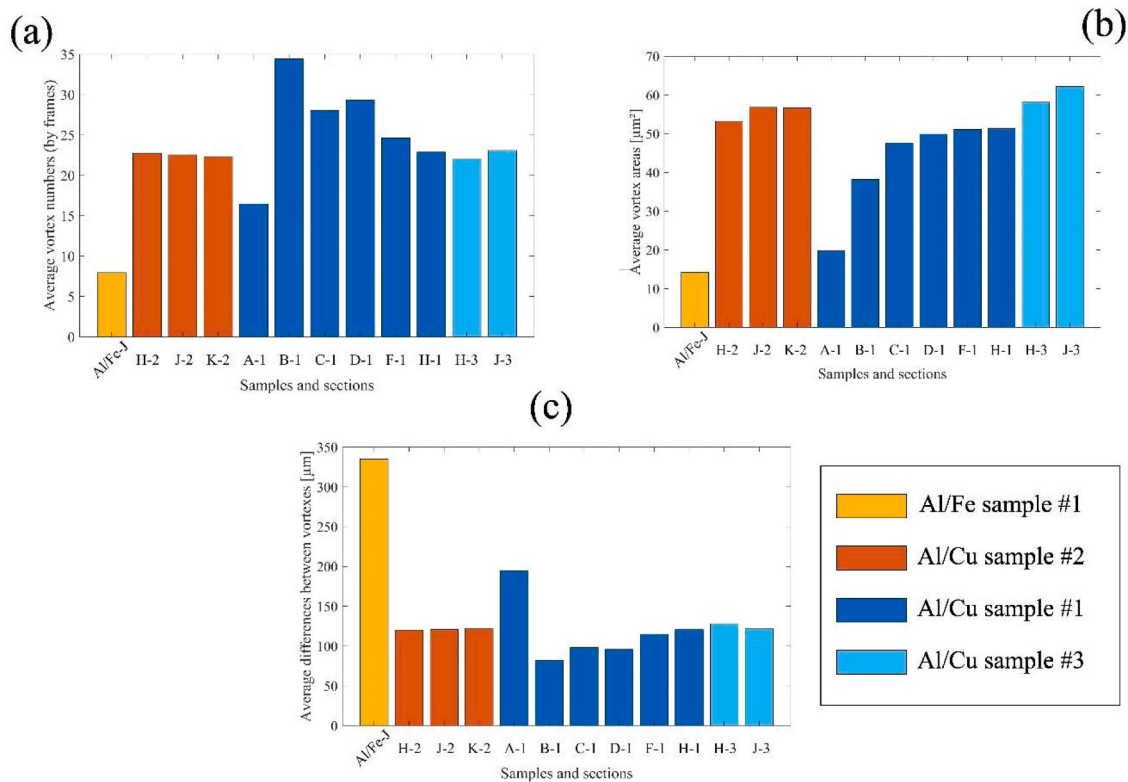 (a)
Average vortex numbers (by frames)
35
30
25
20
15
10
5
0
Al/Fe-J H-2 J-2 K-2 A-1 B-1 C-1 D-1 F-1 H-1 H-3 J-3
Samples and sections
(b)
Average vortex areas [µm²]
70
60
50
40
30
20
10
0
Al/Fe-J H-2 J-2 K-2 A-1 B-1 C-1 D-1 F-1 H-1 H-3 J-3
Samples and sections
(c)
Average differences between vortexes [µm]
350
300
250
200
150
100
50
0
Al/Fe-J H-2 J-2 K-2 A-1 B-1 C-1 D-1 F-1 H-1 H-3 J-3
Samples and sections
Al/Fe sample #1
Al/Cu sample #2
Al/Cu sample #1
Al/Cu sample #3